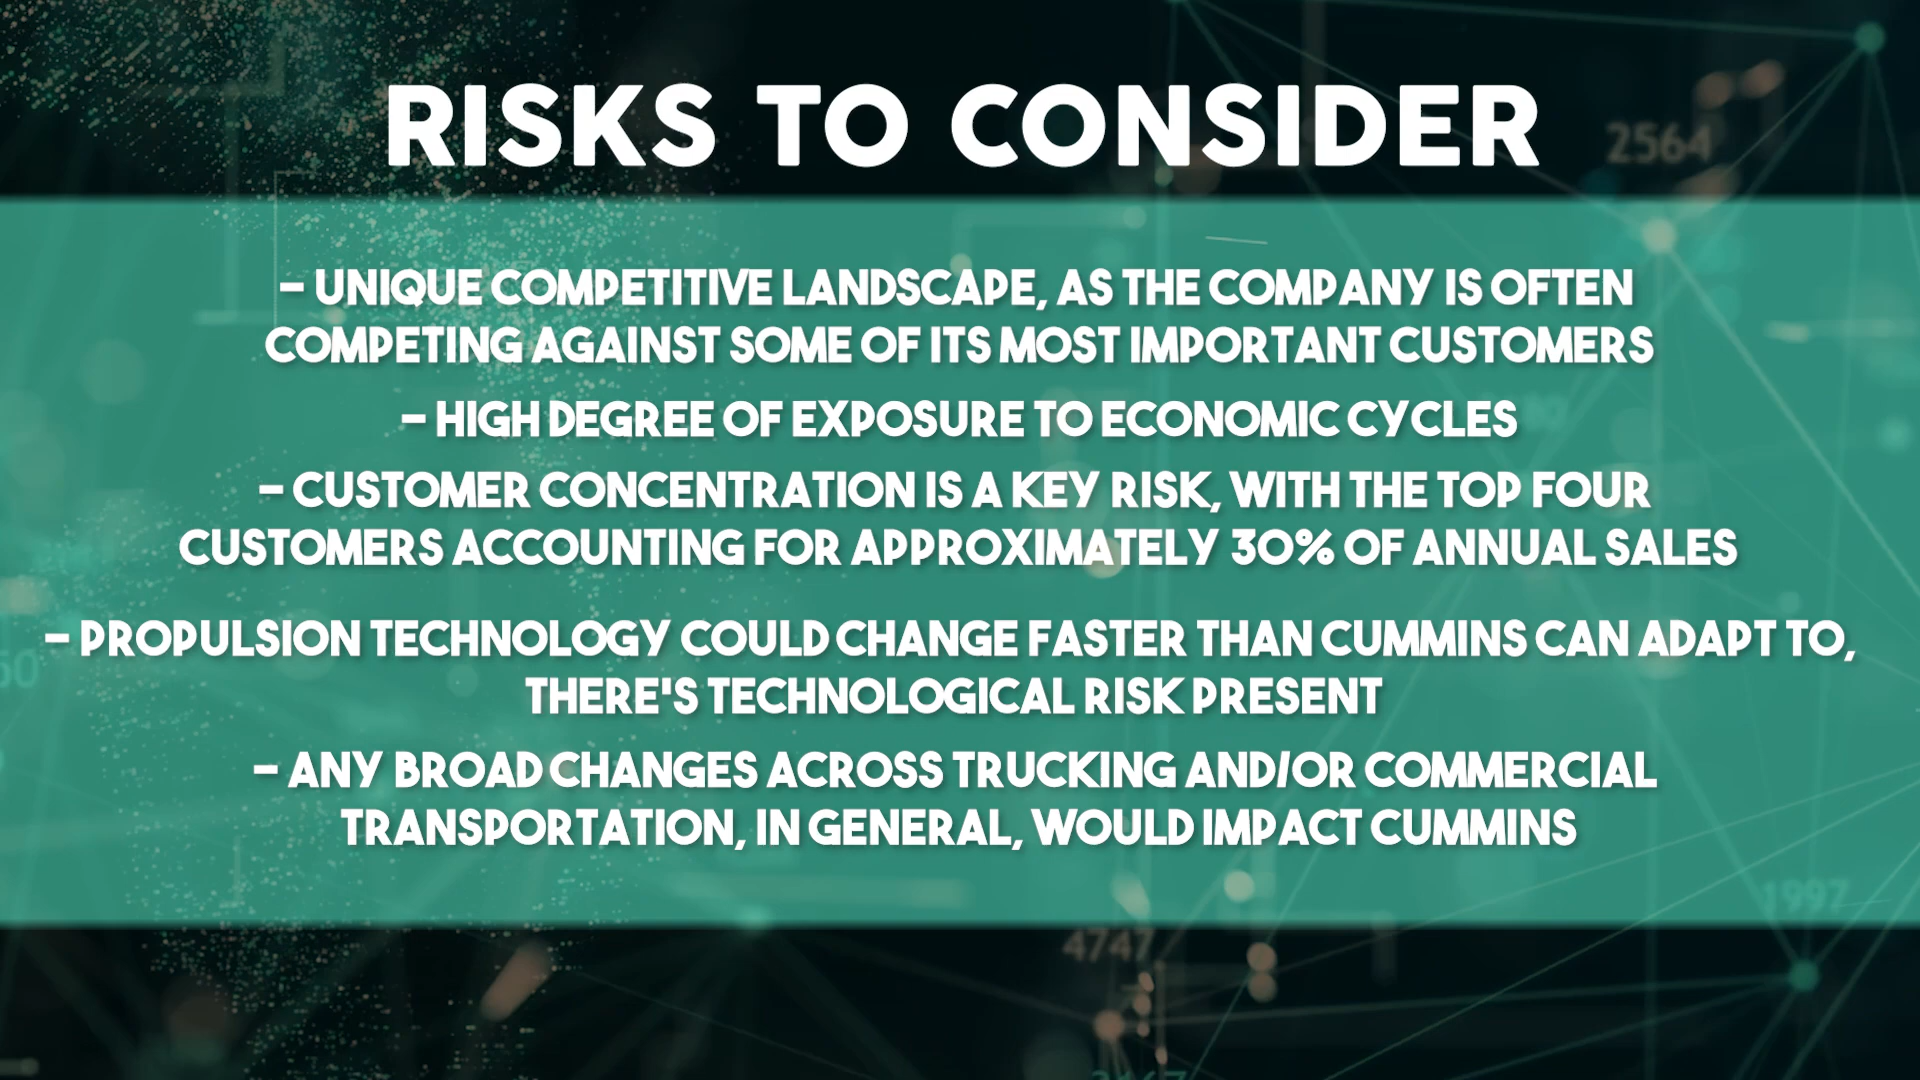 RISKS TO CONSIDER
2564
- UNIQUE COMPETITIVE LANDSCAPE, AS THE COMPANY IS OFTEN
COMPETING AGAINST SOME OF ITS MOST IMPORTANT CUSTOMERS
- HIGH DEGREE OF EXPOSURE TO ECONOMIC CYCLES
- CUSTOMER CONCENTRATION IS A KEY RISK, WITH THE TOP FOUR
CUSTOMERS ACCOUNTING FOR APPROXIMATELY 30% OF ANNUAL SALES
- PROPULSION TECHNOLOGY COULD CHANGE FASTER THAN CUMMINS CAN ADAPT TO,
THERE'S TECHNOLOGICAL RISK PRESENT
- ANY BROAD CHANGES ACROSS TRUCKING AND/OR COMMERCIAL
TRANSPORTATION, IN GENERAL, WOULD IMPACT CUMMINS
1997
4747